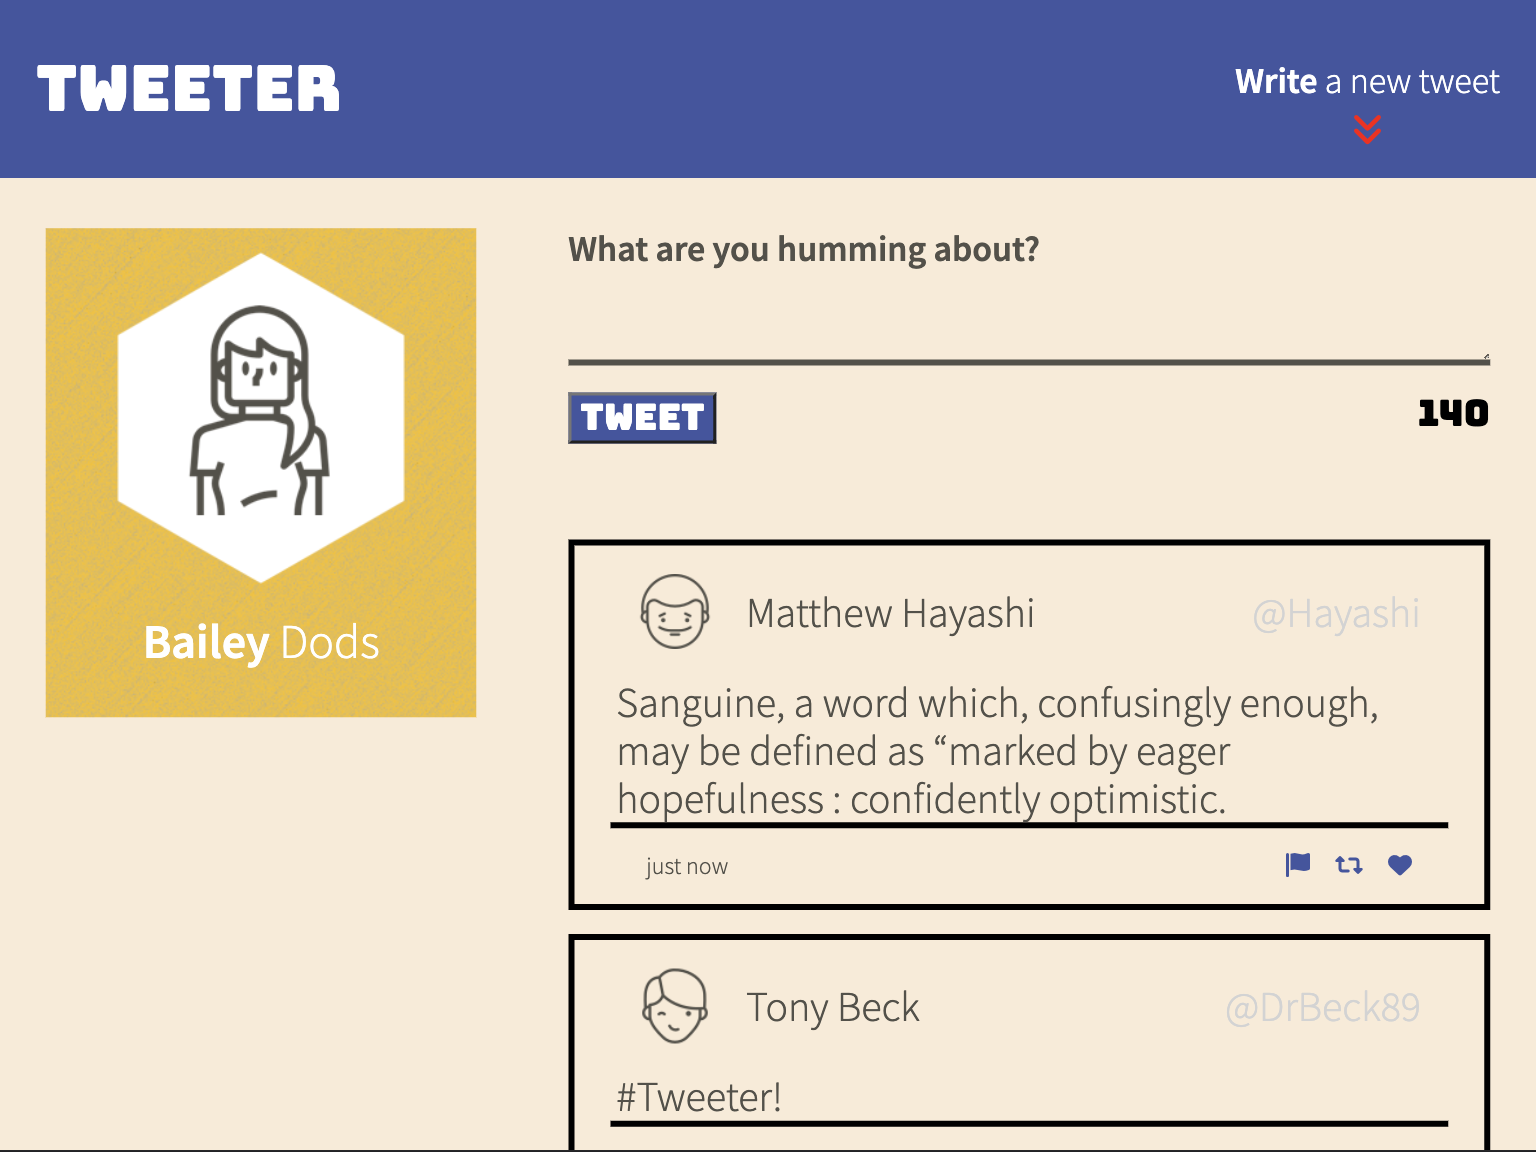 TWEETER
Write a new tweet
Bailey Dods
What are you humming about?
TWEET
140
Matthew Hayashi
@Hayashi
Sanguine, a word which, confusingly enough,
may be defined as “marked by eager
hopefulness : confidently optimistic.
just now
Tony Beck
@DrBeck89
#Tweeter!